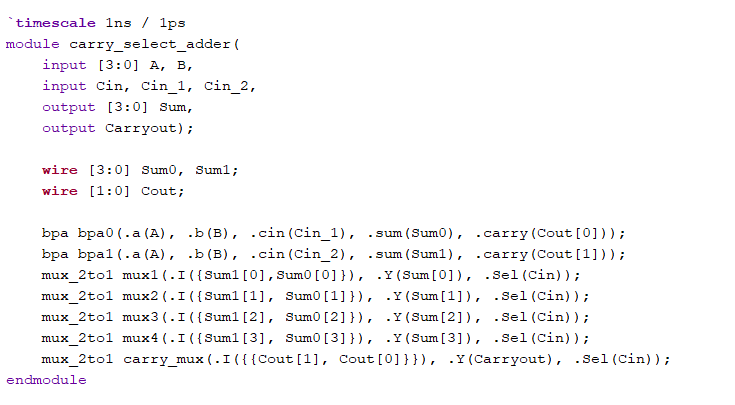 `timescale 1ns / 1ps
module carry_select_adder(
    input [3:0] A, B,
    input Cin, Cin_1, Cin_2,
    output [3:0] Sum,
    output Carryout);

    wire [3:0] Sum0, Sum1;
    wire [1:0] Cout;

    bpa bpa0(.a(A), .b(B), .cin(Cin_1), .sum(Sum0), .carry(Cout[0]));
    bpa bpa1(.a(A), .b(B), .cin(Cin_2), .sum(Sum1), .carry(Cout[1]));
    mux_2to1 mux1(.I({Sum1[0],Sum0[0]}), .Y(Sum[0]), .Sel(Cin));
    mux_2to1 mux2(.I({Sum1[1], Sum0[1]}), .Y(Sum[1]), .Sel(Cin));
    mux_2to1 mux3(.I({Sum1[2], Sum0[2]}), .Y(Sum[2]), .Sel(Cin));
    mux_2to1 mux4(.I({Sum1[3], Sum0[3]}), .Y(Sum[3]), .Sel(Cin));
    mux_2to1 carry_mux(.I({{Cout[1], Cout[0]}}), .Y(Carryout), .Sel(Cin));
endmodule